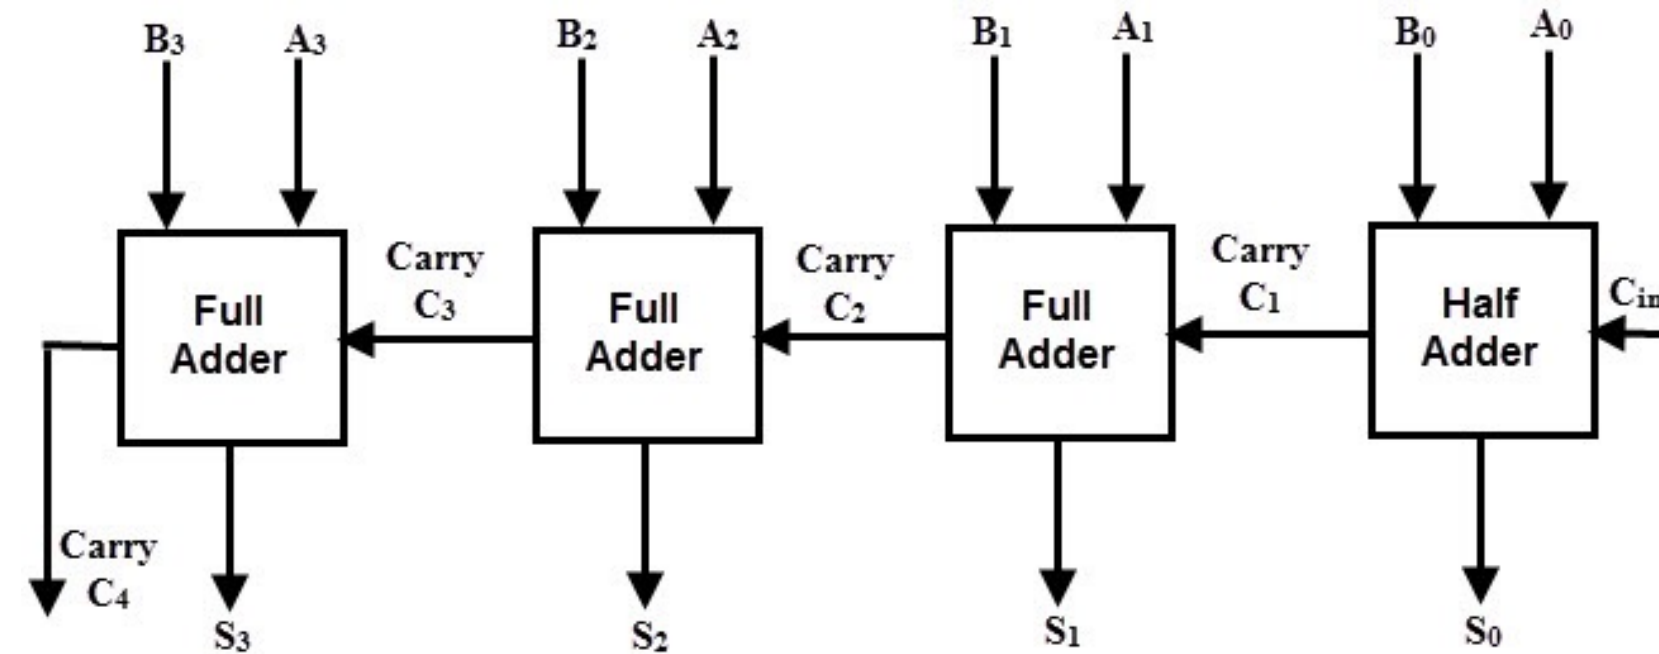 B3 A3 B2 A2 B1 A1 B0 A0
Carry
C3
Carry
C2
Carry
C1
Cin
Full
Adder
Full
Adder
Full
Adder
Half
Adder
Carry
C4
S3 S2 S1 S0